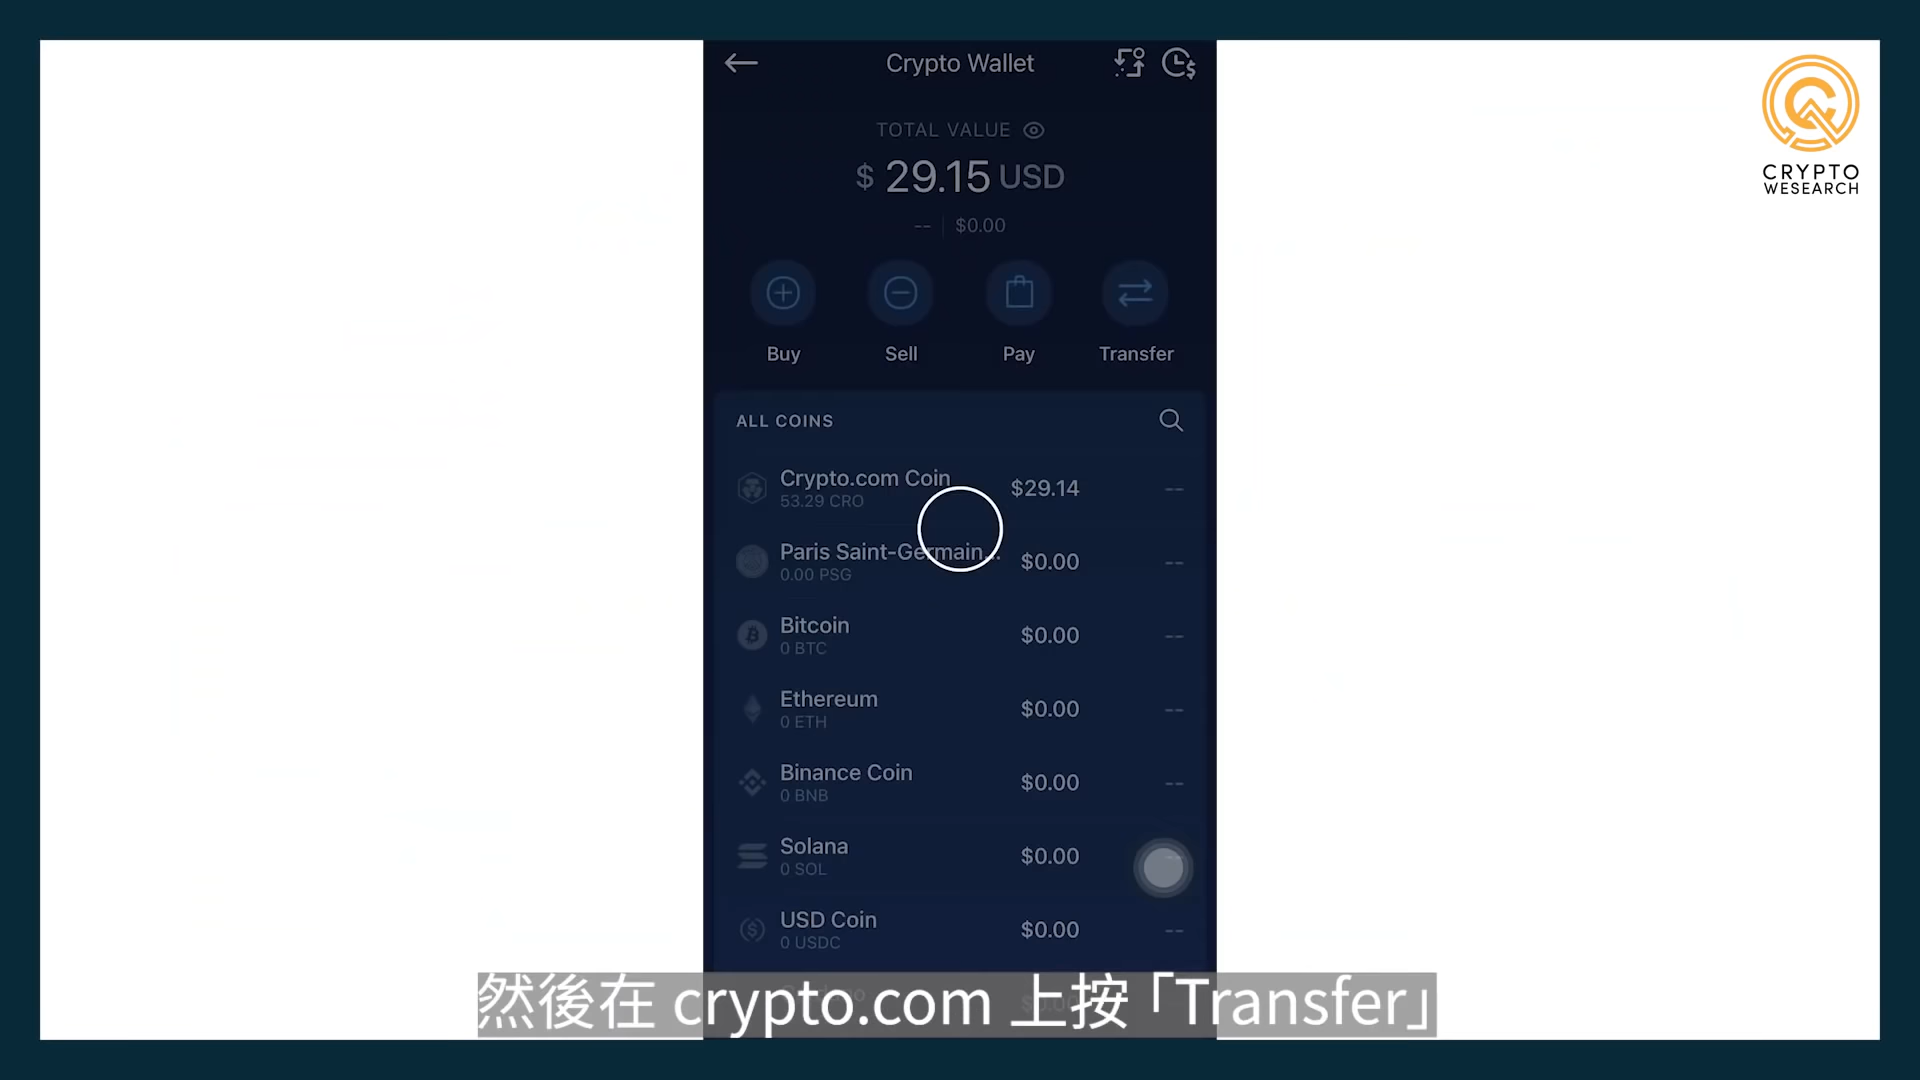 Crypto Wallet
TOTAL VALUE
$ 29.15 USD
-- | $0.00
Buy
Sell
Pay
Transfer
ALL COINS
Crypto.com Coin $29.14 --
53.29 CRO
Paris Saint-Germain... $0.00 --
0.00 PSG
Bitcoin $0.00 --
0 BTC
Ethereum $0.00 --
0 ETH
Binance Coin $0.00 --
0 BNB
Solana $0.00 --
0 SOL
USD Coin $0.00 --
0 USDC
然後在 crypto.com 上按「Transfer」
CRYPTO
WESEARCH